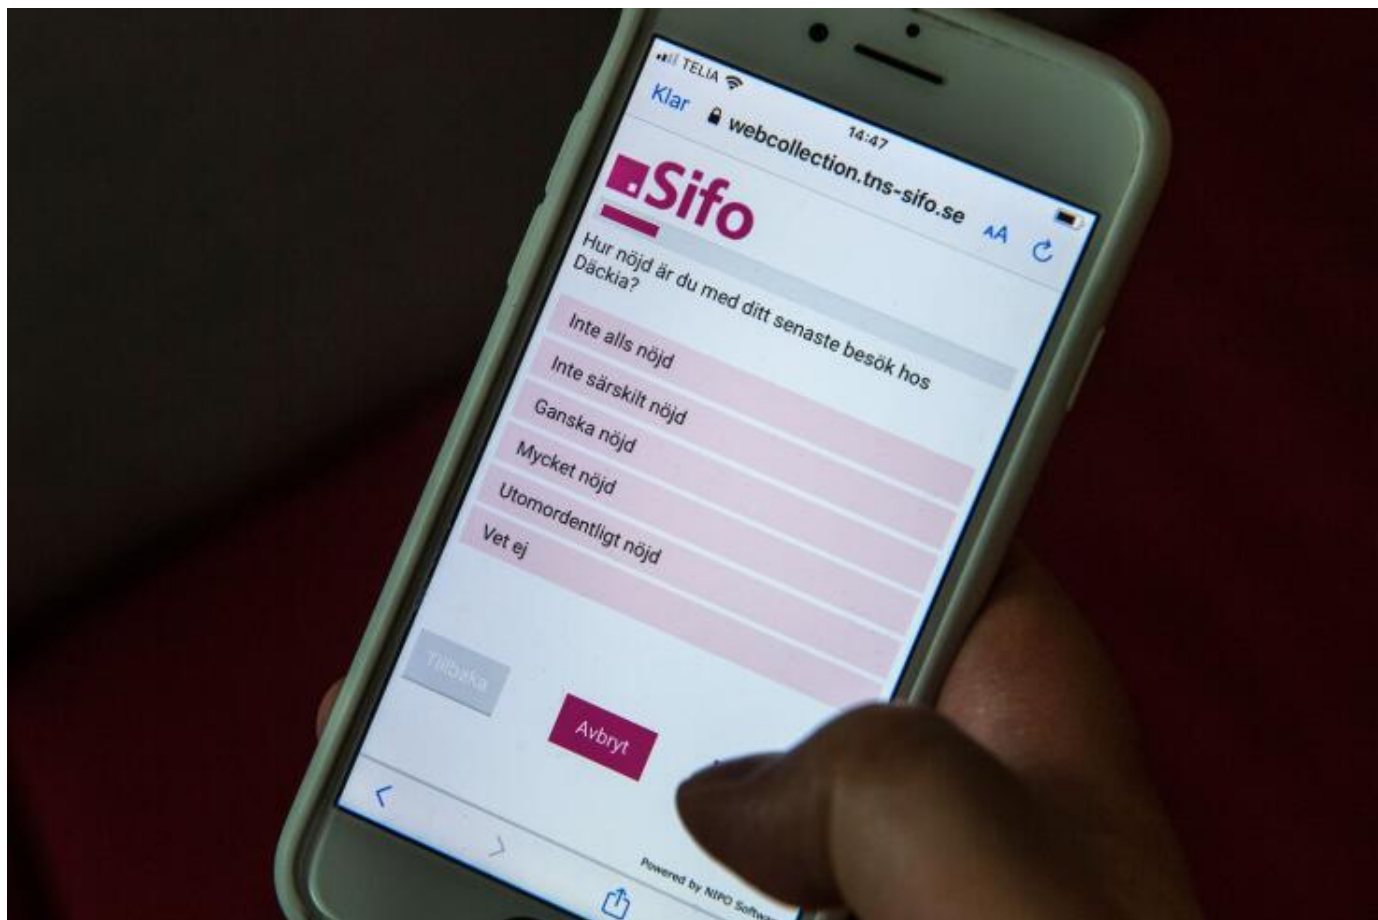 TELIA
14:47
Klar
webcollection.tns-sifo.se
AA
.Sifo
Hur nöjd är du med ditt senaste besök hos
Däckia?
Inte alls nöjd
Inte särskilt nöjd
Ganska nöjd
Mycket nöjd
Utomordentligt nöjd
Vet ej
Tillbaka
Avbryt
Powered by NIPO Software